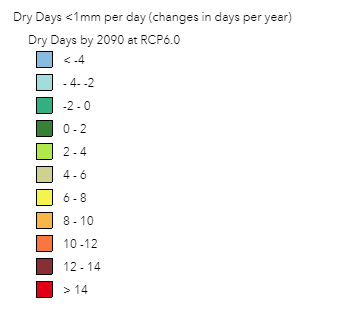 Dry Days <1mm per day (changes in days per year)
Dry Days by 2090 at RCP6.0
< -4
- 4- -2
-2 - 0
0 - 2
2 - 4
4 - 6
6 - 8
8 - 10
10 -12
12 - 14
> 14